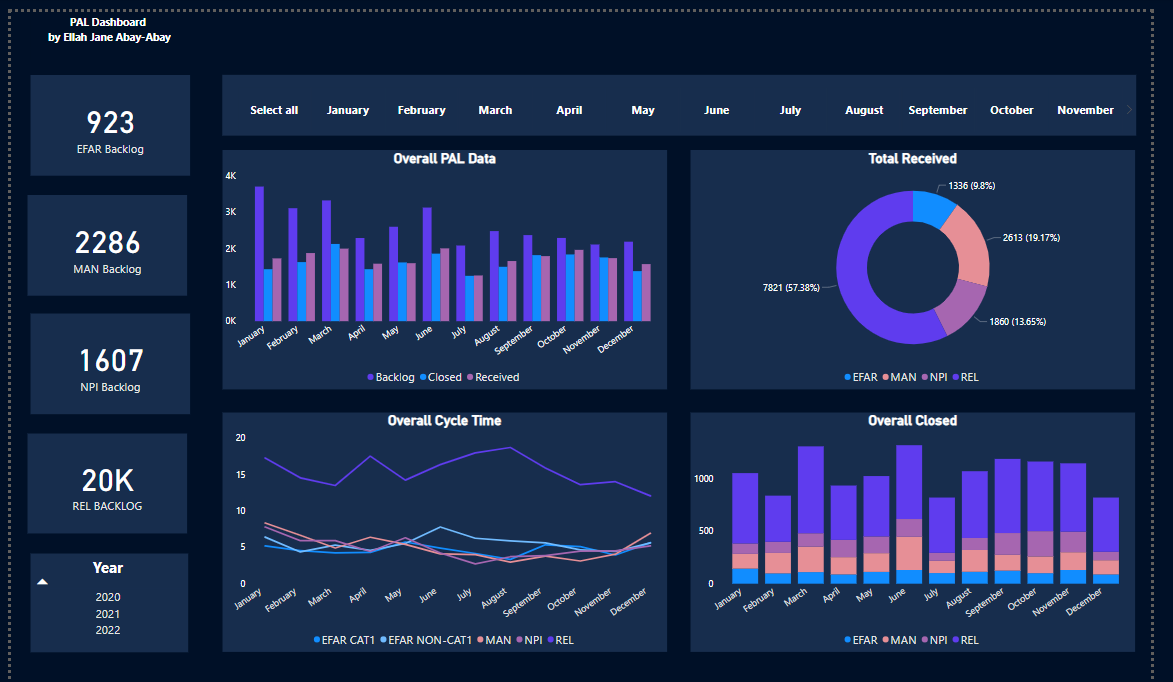 PAL Dashboard
by Ellah Jane Abay-Abay
923
EFAR Backlog
2286
MAN Backlog
1607
NPI Backlog
20K
REL BACKLOG
Year
2020
2021
2022
Select all January February March April May June July August September October November
Overall PAL Data
4K
3K
2K
1K
0K
January February March April May June July August September October November December
Backlog Closed Received
Total Received
1336 (9.8%)
2613 (19.17%)
7821 (57.38%)
1860 (13.65%)
EFAR MAN NPI REL
Overall Cycle Time
20
15
10
5
0
January February March April May June July August September October November December
EFAR CAT1 EFAR NON-CAT1 MAN NPI REL
Overall Closed
1000
500
0
January February March April May June July August September October November December
EFAR MAN NPI REL